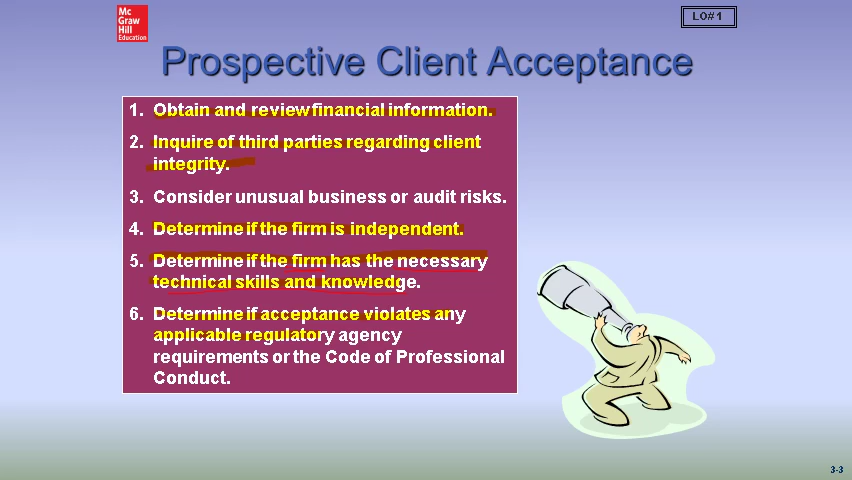 Mc
Graw
Hill
Education
LO# 1
Prospective Client Acceptance
1. Obtain and review financial information.
2. Inquire of third parties regarding client
integrity.
3. Consider unusual business or audit risks.
4. Determine if the firm is independent.
5. Determine if the firm has the necessary
technical skills and knowledge.
6. Determine if acceptance violates any
applicable regulatory agency
requirements or the Code of Professional
Conduct.
3-3